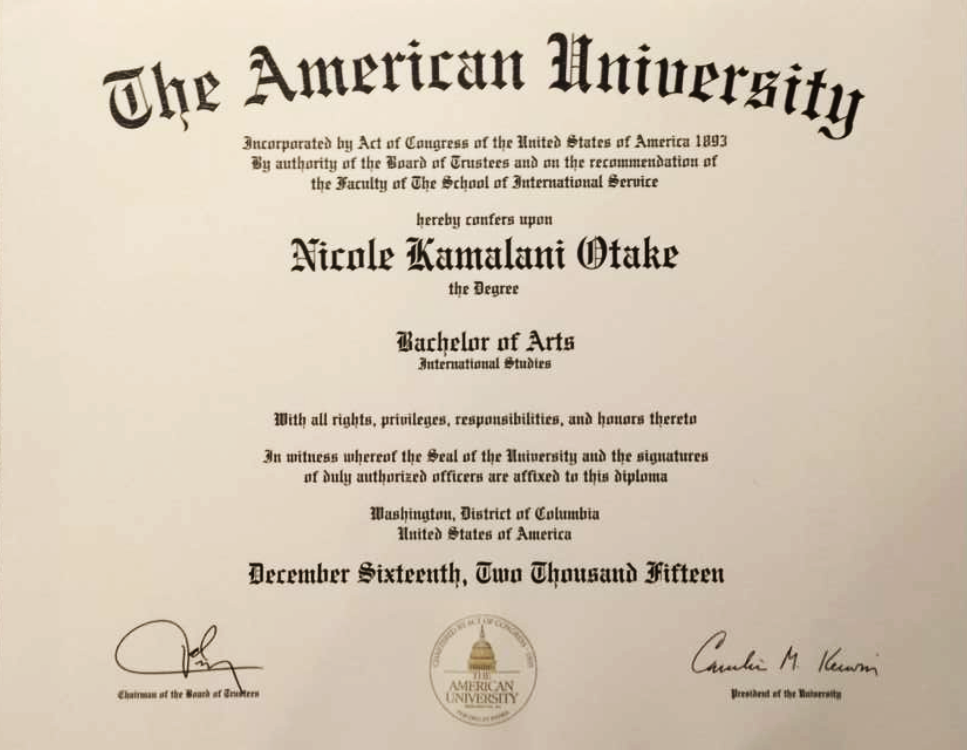 The American University
Incorporated by Act of Congress of the United States of America 1893
By authority of the Board of Trustees and on the recommendation of
the Faculty of The School of International Service
hereby confers upon
Nicole Kamalani Otake
the Degree
Bachelor of Arts
International Studies
With all rights, privileges, responsibilities, and honors thereto
In witness whereof the Seal of the University and the signatures
of duly authorized officers are affixed to this diploma
Washington, District of Columbia
United States of America
December Sixteenth, Two Thousand Fifteen
Chairman of the Board of Trustees
CHARTERED BY ACT OF CONGRESS
THE
AMERICAN
UNIVERSITY
President of the University